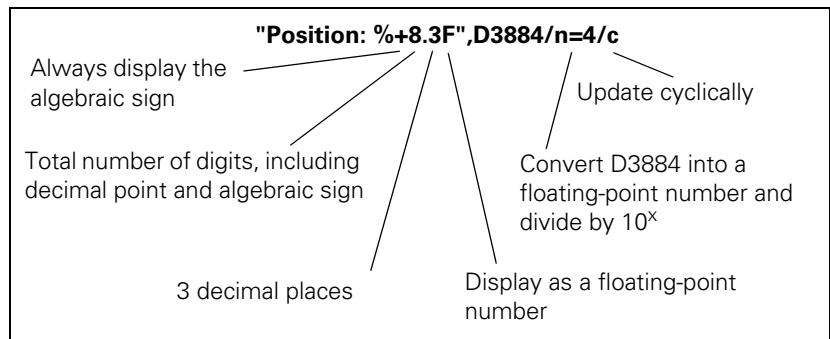 "Position: %+8.3F",D3884/n=4/c
Always display the
algebraic sign
Update cyclically
Total number of digits, including
decimal point and algebraic sign
Convert D3884 into a
floating-point number and
divide by 10x
3 decimal places
Display as a floating-point
number